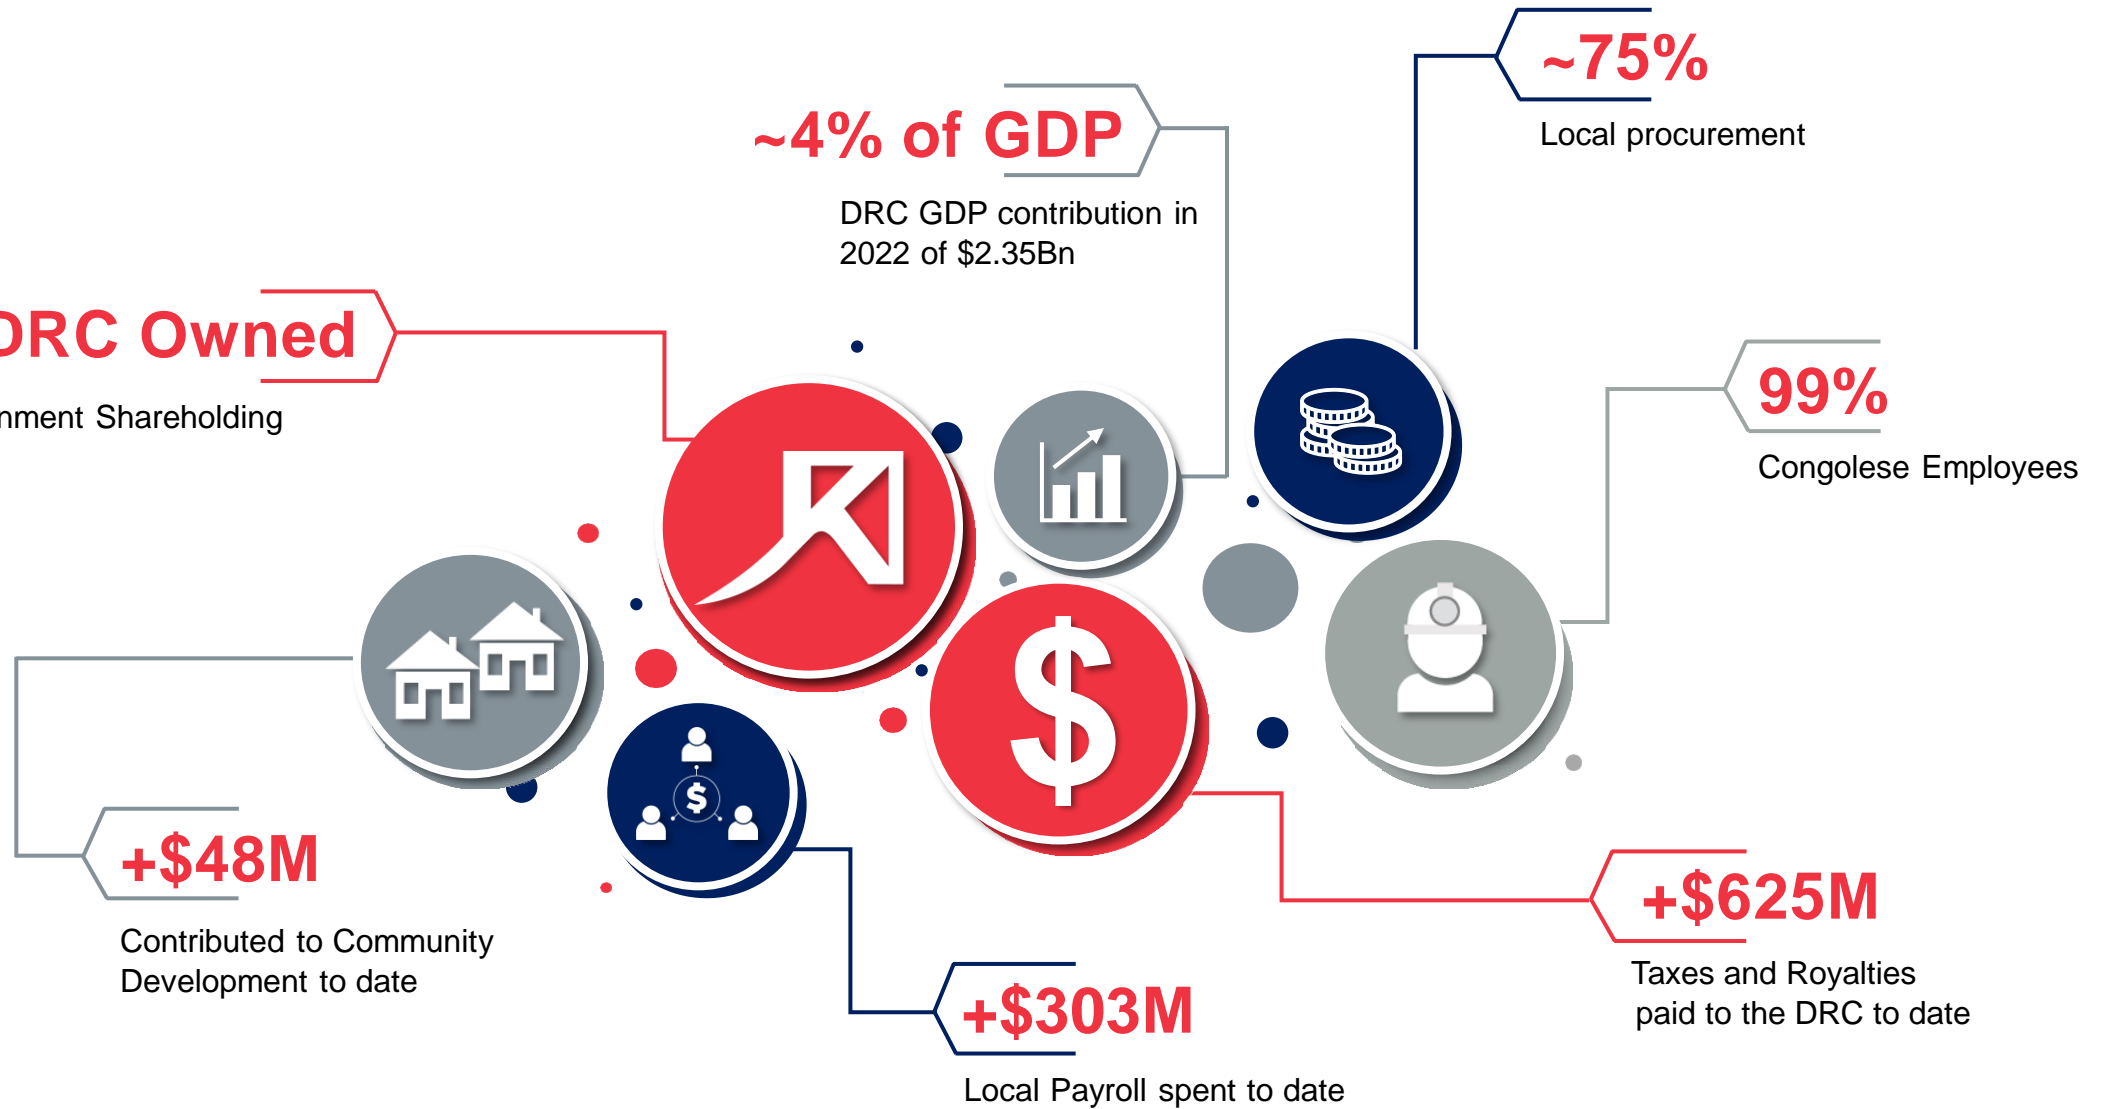 ~75%
Local procurement
~4% of GDP
DRC GDP contribution in
2022 of $2.35Bn
DRC Owned
Shareholding
99%
Congolese Employees
$
$
+$48M
Contributed to Community
Development to date
+$625M
Taxes and Royalties
paid to the DRC to date
+$303M
Local Payroll spent to date